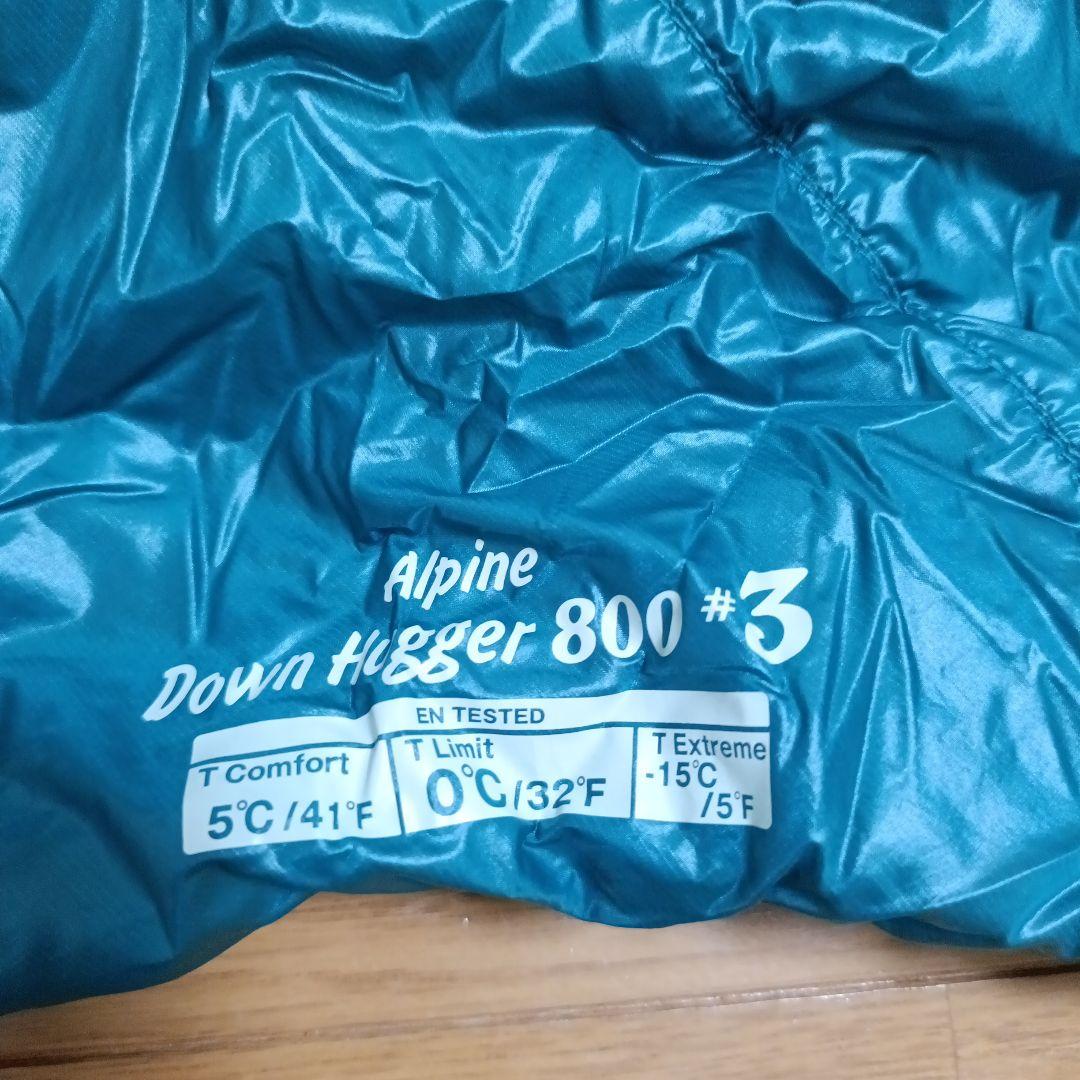 Alpine
Down Hugger 800 #3
EN TESTED
T Comfort
5℃/41°F
T Limit
0℃/32°F
T Extreme
-15℃
/5°F